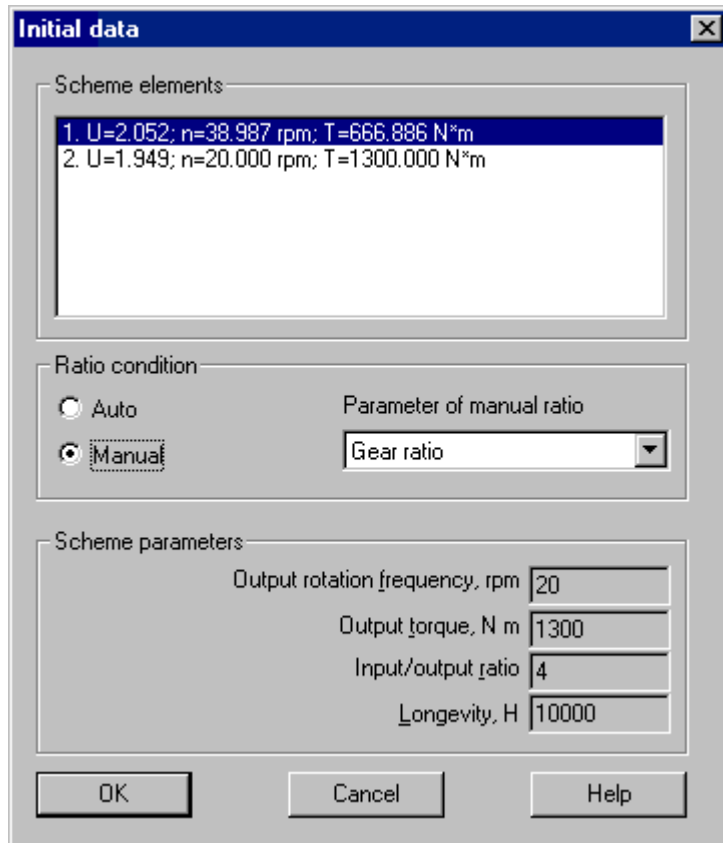 Initial data
Scheme elements
1. U=2.052; n=38.987 rpm; T=666.886 N*m
2. U=1.949; n=20.000 rpm; T=1300.000 N*m
Ratio condition
Auto
Parameter of manual ratio
Manual
Gear ratio
Scheme parameters
Output rotation frequency, rpm 20
Output torque, N m 1300
Input/output ratio 4
Longevity, H 10000
OK Cancel Help